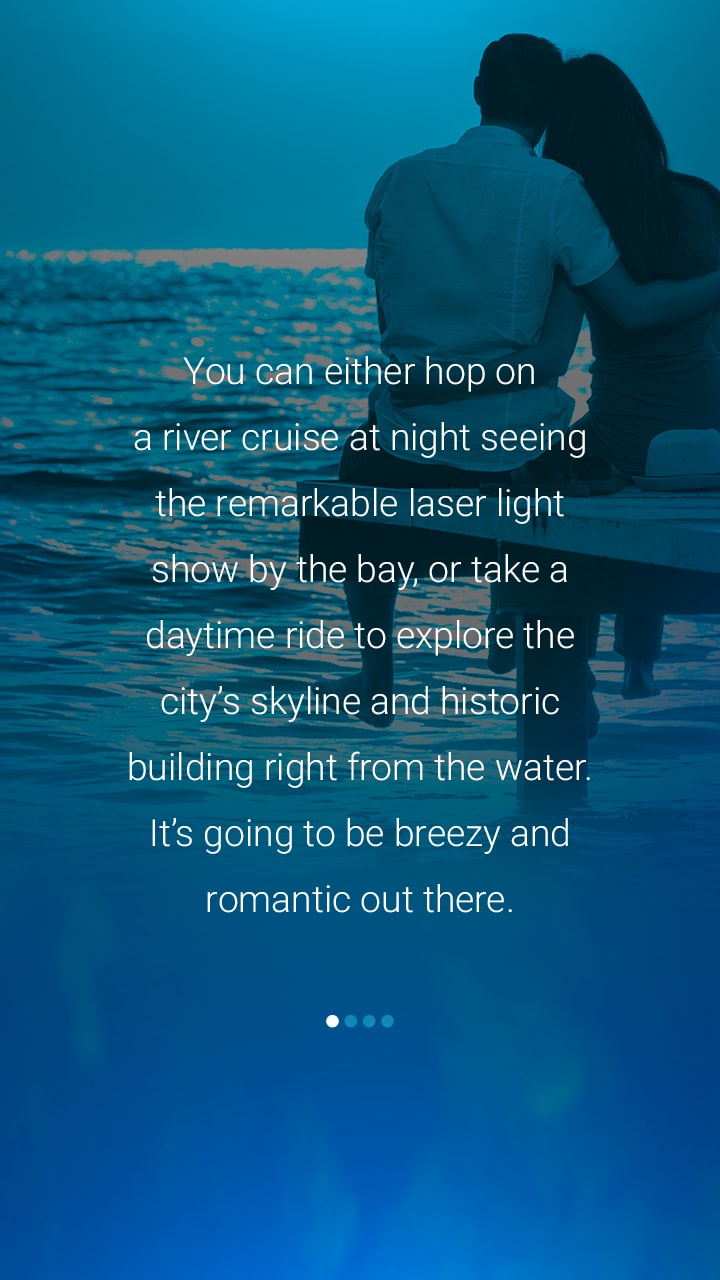 You can either hop on
a river cruise at night seeing
the remarkable laser light
show by the bay, or take a
daytime ride to explore the
city’s skyline and historic
building right from the water.
It’s going to be breezy and
romantic out there.